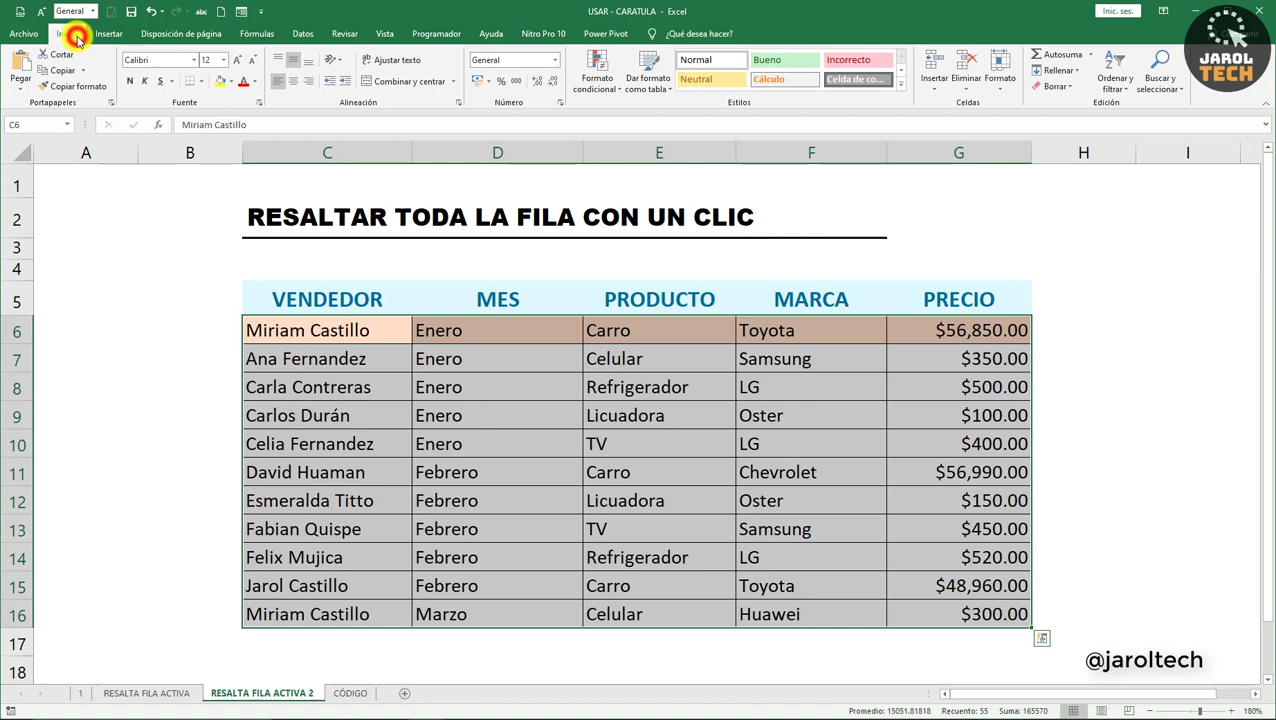 General
USAR - CARATULA - Excel
Inic. ses.
Archivo
Insertar
Disposición de página
Fórmulas
Datos
Revisar
Vista
Programador
Ayuda
Nitro Pro 10
Power Pivot
¿Qué desea hacer?
JAROL
TECH
Pegar
Cortar
Copiar
Copiar formato
Portapapeles
Calibri
12
N K S
Fuente
Ajustar texto
Combinar y centrar
Alineación
General
Número
Formato
condicional
Dar formato
como tabla
Normal
Bueno
Incorrecto
Neutral
Cálculo
Celda de co...
Estilos
Insertar
Eliminar
Formato
Celdas
Autosuma
Rellenar
Borrar
Ordenar y
filtrar
Buscar y
seleccionar
Edición
C6
fx
Miriam Castillo
A B C D E F G H I
1
2 RESALTAR TODA LA FILA CON UN CLIC
3
4
5 VENDEDOR MES PRODUCTO MARCA PRECIO
6 Miriam Castillo Enero Carro Toyota $56,850.00
7 Ana Fernandez Enero Celular Samsung $350.00
8 Carla Contreras Enero Refrigerador LG $500.00
9 Carlos Durán Enero Licuadora Oster $100.00
10 Celia Fernandez Enero TV LG $400.00
11 David Huaman Febrero Carro Chevrolet $56,990.00
12 Esmeralda Titto Febrero Licuadora Oster $150.00
13 Fabian Quispe Febrero TV Samsung $450.00
14 Felix Mujica Febrero Refrigerador LG $520.00
15 Jarol Castillo Febrero Carro Toyota $48,960.00
16 Miriam Castillo Marzo Celular Huawei $300.00
17
18
@jaroltech
1
RESALTA FILA ACTIVA
RESALTA FILA ACTIVA 2
CÓDIGO
Promedio: 15051.81818
Recuento: 55
Suma: 165570
180%